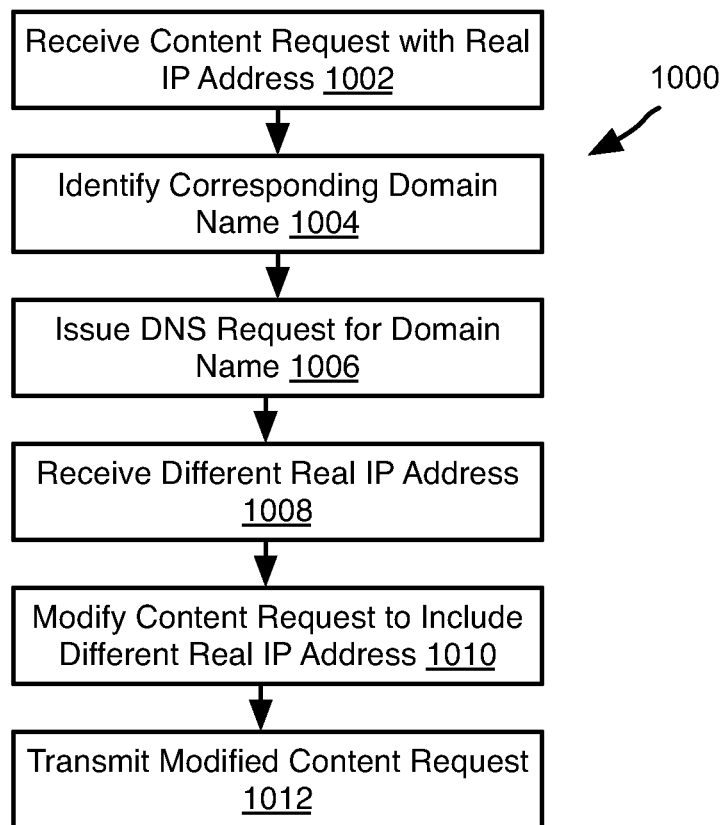 Receive Content Request with Real
IP Address 1002
1000
Identify Corresponding Domain
Name 1004
Issue DNS Request for Domain
Name 1006
Receive Different Real IP Address
1008
Modify Content Request to Include
Different Real IP Address 1010
Transmit Modified Content Request
1012